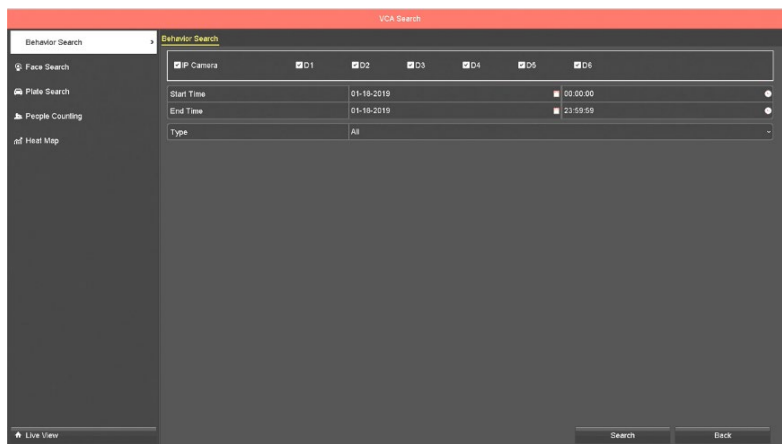 VCA Search
Behavior Search
Face Search
Plate Search
People Counting
Heat Map
Live View
Behavior Search
IP Camera D1 D2 D3 D4 D5 D6
Start Time 01-18-2019 00:00:00
End Time 01-18-2019 23:59:59
Type All
Search Back